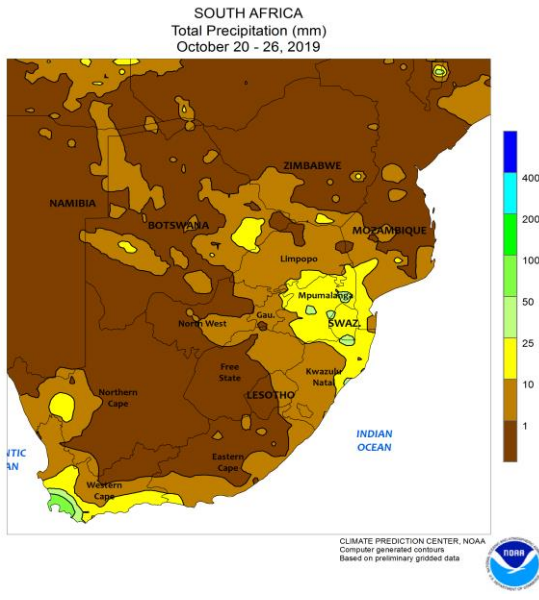 SOUTH AFRICA
Total Precipitation (mm)
October 20 - 26, 2019
ZIMBABWE
NAMIBIA
BOTSWANA
MOZAMBIQUE
Limpopo
Mpumalanga
Gau.
SWAZ.
North West
Free
State
Kwazulu
Natal
LESOTHO
Northern
Cape
Eastern
Cape
Western
Cape
INDIAN
OCEAN
NTIC
AN
400
200
100
50
25
10
1
CLIMATE PREDICTION CENTER, NOAA
Computer generated contours
Based on preliminary gridded data
NOAA